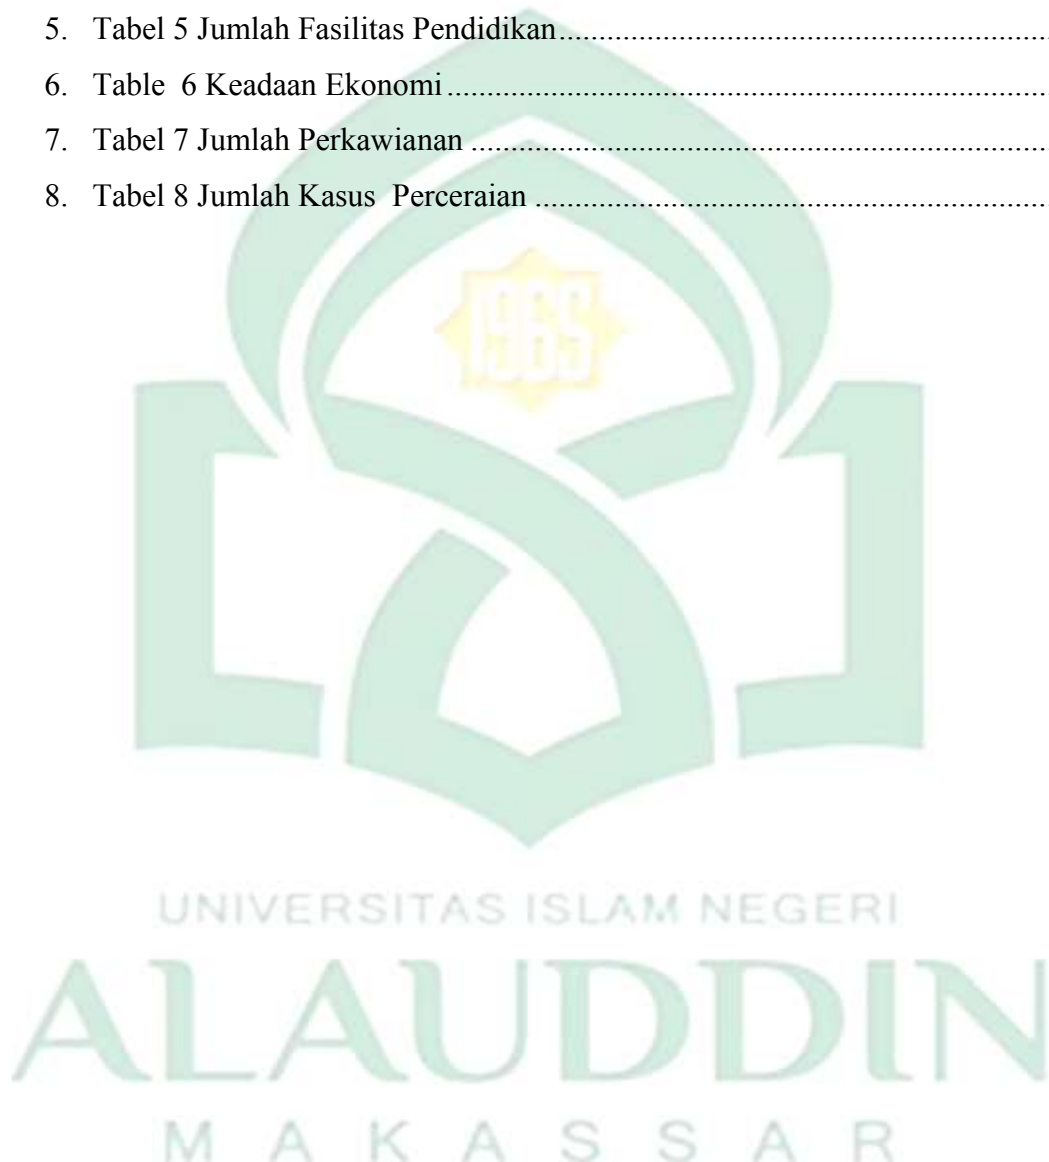 5. Tabel 5 Jumlah Fasilitas Pendidikan......................................................................
6. Table  6 Keadaan Ekonomi....................................................................................
7. Tabel 7 Jumlah Perkawianan .................................................................................
8. Tabel 8 Jumlah Kasus  Perceraian .........................................................................
1965
UNIVERSITAS ISLAM NEGERI
ALAUDDIN
MAKASSAR